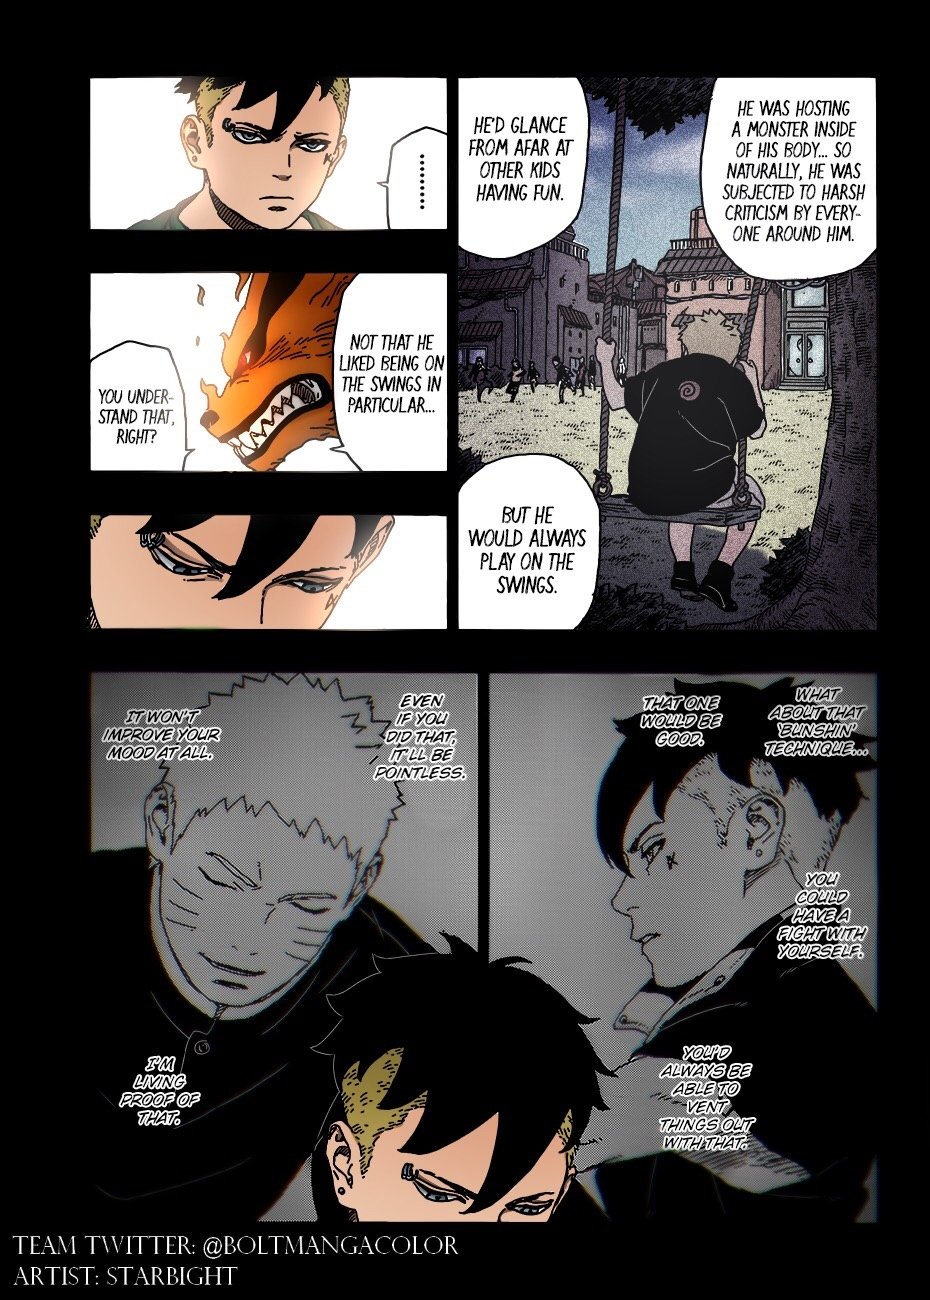 HE WAS HOSTING
A MONSTER INSIDE
OF HIS BODY... SO
NATURALLY, HE WAS
SUBJECTED TO HARSH
CRITICISM BY EVERY-
ONE AROUND HIM.
HE'D GLANCE
FROM AFAR AT
OTHER KIDS
HAVING FUN.
BUT HE
WOULD ALWAYS
PLAY ON THE
SWINGS.
........
NOT THAT HE
LIKED BEING ON
THE SWINGS IN
PARTICULAR...
YOU UNDER-
STAND THAT,
RIGHT?
WHAT
ABOUT THAT
'BUNSHIN'
TECHNIQUE...
THAT ONE
WOULD BE
GOOD.
YOU
COULD
HAVE A
FIGHT WITH
YOURSELF.
YOU'D
ALWAYS BE
ABLE TO
VENT
THINGS OUT
WITH THAT.
EVEN
IF YOU
DID THAT,
IT'LL BE
POINTLESS.
IT WON'T
IMPROVE YOUR
MOOD AT ALL.
I'M
LIVING
PROOF OF
THAT.
TEAM TWITTER: @BOLTMANGACOLOR
ARTIST: STARBIGHT